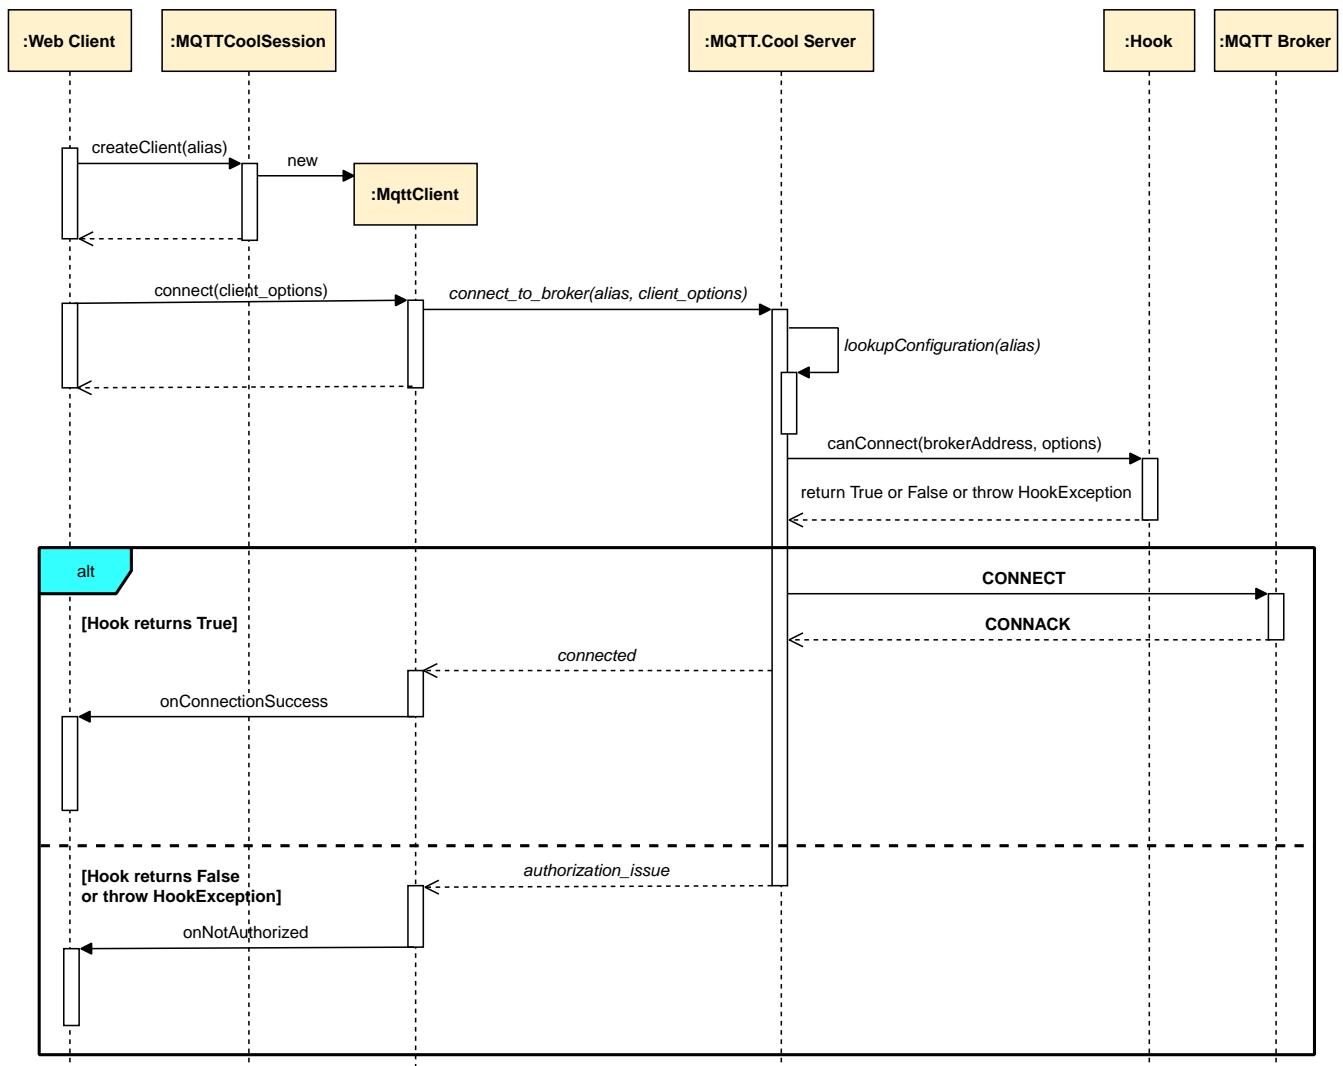 :Web Client
:MQTTCoolSession
:MQTT.Cool Server
:Hook
:MQTT Broker
createClient(alias)
new
:MqttClient
connect(client_options)
connect_to_broker(alias, client_options)
lookupConfiguration(alias)
canConnect(brokerAddress, options)
return True or False or throw HookException
alt
CONNECT
[Hook returns True]
CONNACK
connected
onConnectionSuccess
[Hook returns False
or throw HookException]
authorization_issue
onNotAuthorized